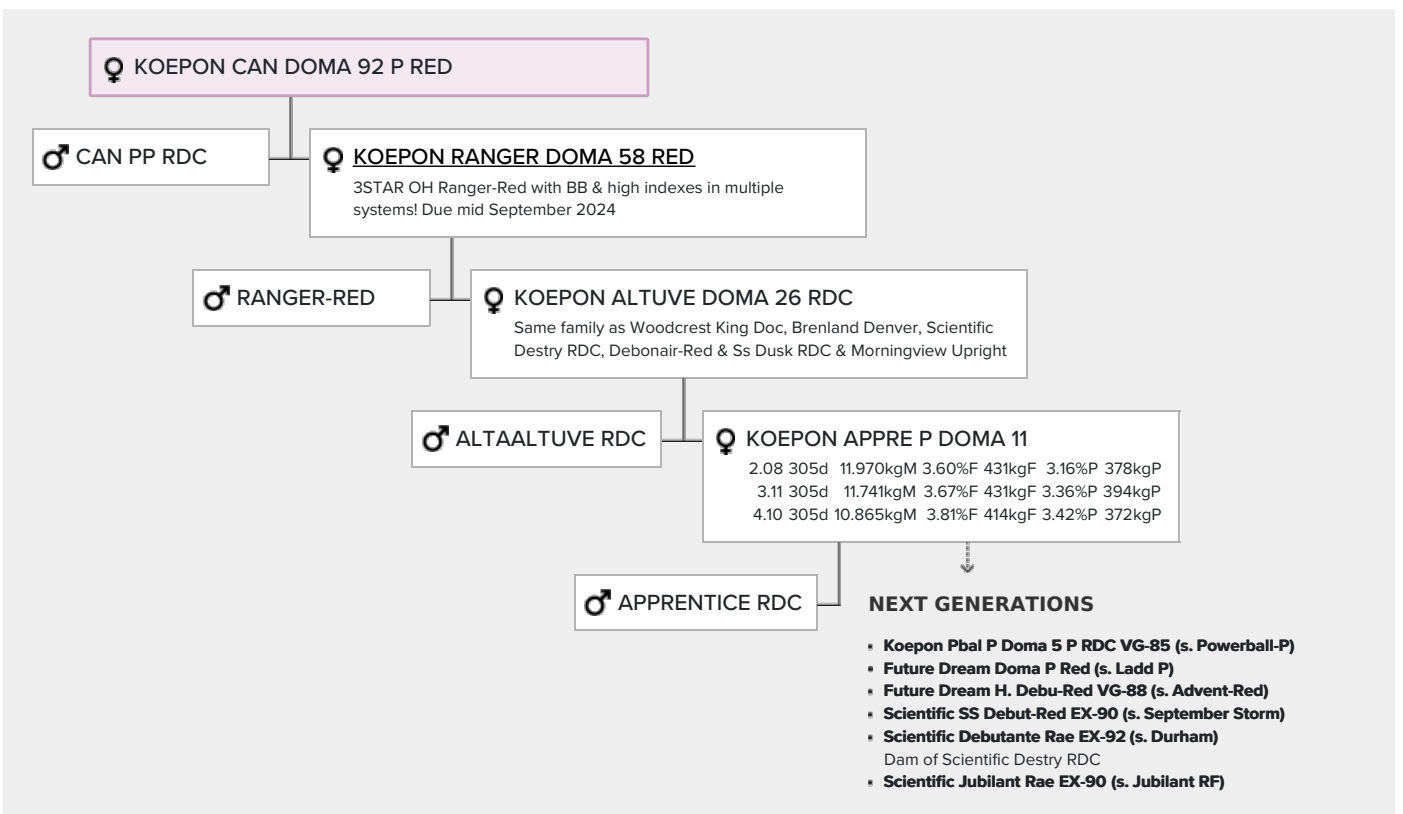 KOEPON CAN DOMA 92 P RED
CAN PP RDC
KOEPON RANGER DOMA 58 RED
3STAR OH Ranger-Red with BB & high indexes in multiple
systems! Due mid September 2024
RANGER-RED
KOEPON ALTUVE DOMA 26 RDC
Same family as Woodcrest King Doc, Brenland Denver, Scientific
Destry RDC, Debonair-Red & Ss Dusk RDC & Morningview Upright
ALTAALTUVE RDC
KOEPON APPRE P DOMA 11
2.08 305d 11.970kgM 3.60%F 431kgF 3.16%P 378kgP
3.11 305d 11.741kgM 3.67%F 431kgF 3.36%P 394kgP
4.10 305d 10.865kgM 3.81%F 414kgF 3.42%P 372kgP
APPRENTICE RDC
NEXT GENERATIONS
Koepon Pbal P Doma 5 P RDC VG-85 (s. Powerball-P)
Future Dream Doma P Red (s. Ladd P)
Future Dream H. Debu-Red VG-88 (s. Advent-Red)
Scientific SS Debut-Red EX-90 (s. September Storm)
Scientific Debutante Rae EX-92 (s. Durham)
Dam of Scientific Destry RDC
Scientific Jubilant Rae EX-90 (s. Jubilant RF)